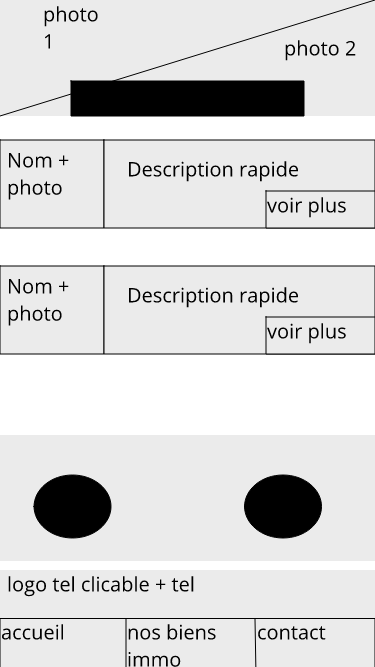 photo
1
photo 2
Nom +
photo
Description rapide
voir plus
Nom +
photo
Description rapide
voir plus
logo tel clicable + tel
accueil
nos biens
immo
contact